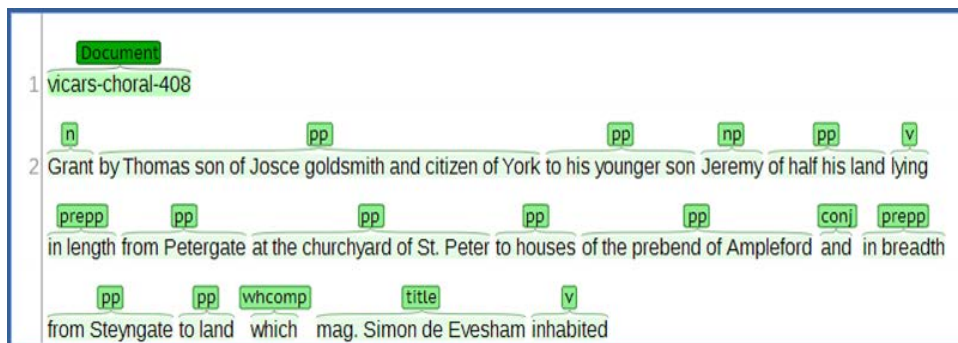 Document
1 vicars-choral-408
n pp pp np pp v
2 Grant by Thomas son of Josce goldsmith and citizen of York to his younger son Jeremy of half his land lying
prepp pp pp pp pp conj prepp
in length from Petergate at the churchyard of St. Peter to houses of the prebend of Ampleford and in breadth
pp pp whcomp title v
from Steyngate to land which mag. Simon de Evesham inhabited